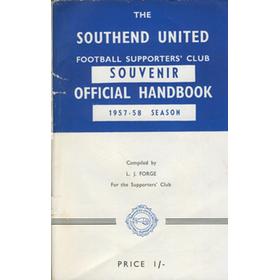 THE
SOUTHEND UNITED
FOOTBALL SUPPORTERS' CLUB
SOUVENIR
OFFICIAL HANDBOOK
1957-58 SEASON
Compiled by
L. J. FORGE
For the Supporters' Club
PRICE 1/-